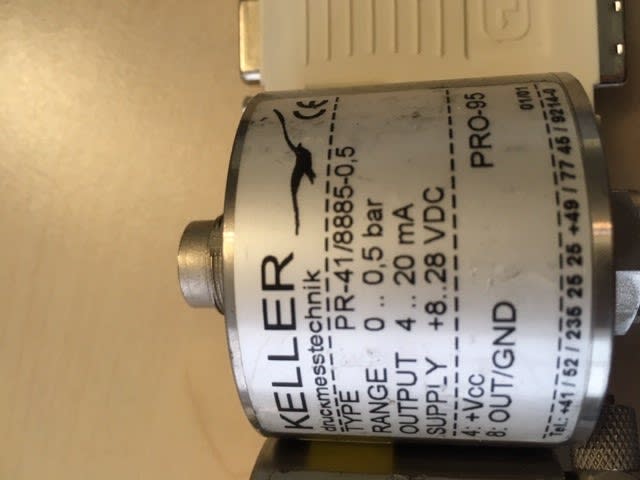 KELLER CE
druckmesstechnik
TYPE PR-41/8885-0,5
RANGE 0 .. 0,5 bar
OUTPUT 4 .. 20 mA
SUPPLY +8..28 VDC
4: +Vcc PRO-95
8: OUT/GND
01/01
Tel.: +41 / 52 / 235 25 25 +49 / 77 45 / 9214-0